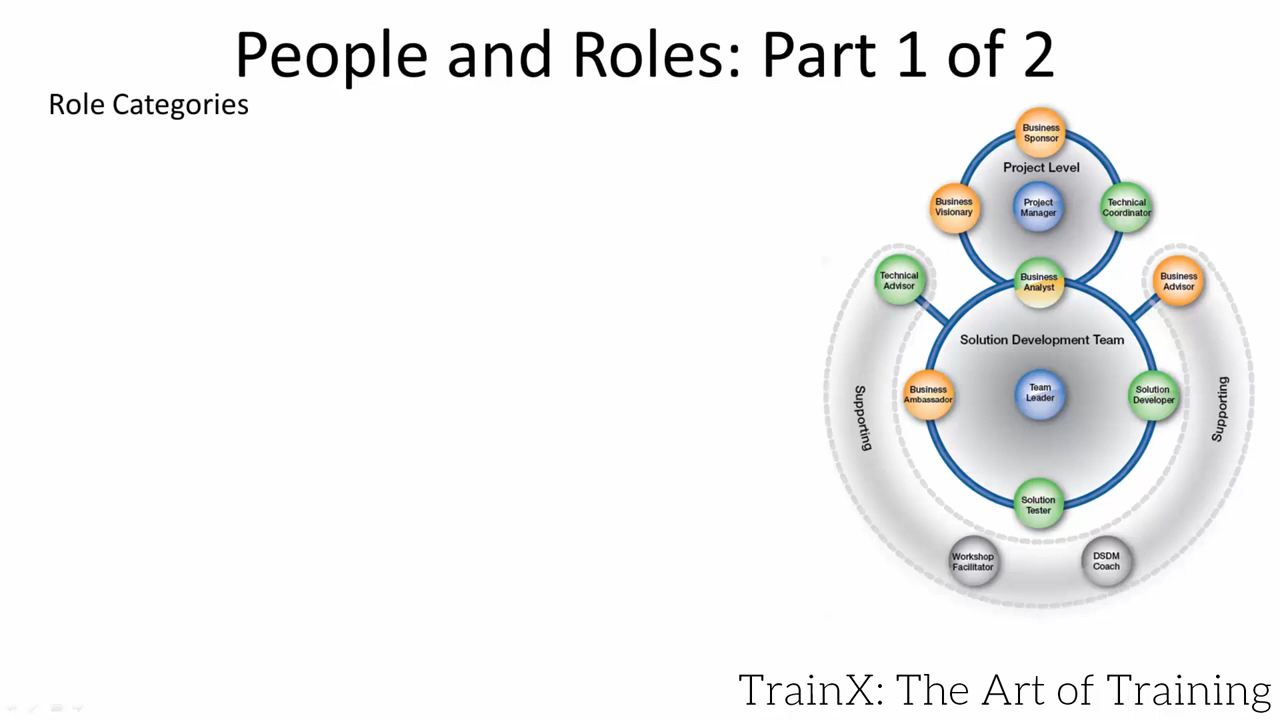 People and Roles: Part 1 of 2
Role Categories
Business
Sponsor
Project Level
Business
Visionary
Project
Manager
Technical
Coordinator
Technical
Advisor
Business
Analyst
Business
Advisor
Solution Development Team
Business
Ambassador
Team
Leader
Solution
Developer
Supporting
Supporting
Solution
Tester
Workshop
Facilitator
DSDM
Coach
TrainX: The Art of Training